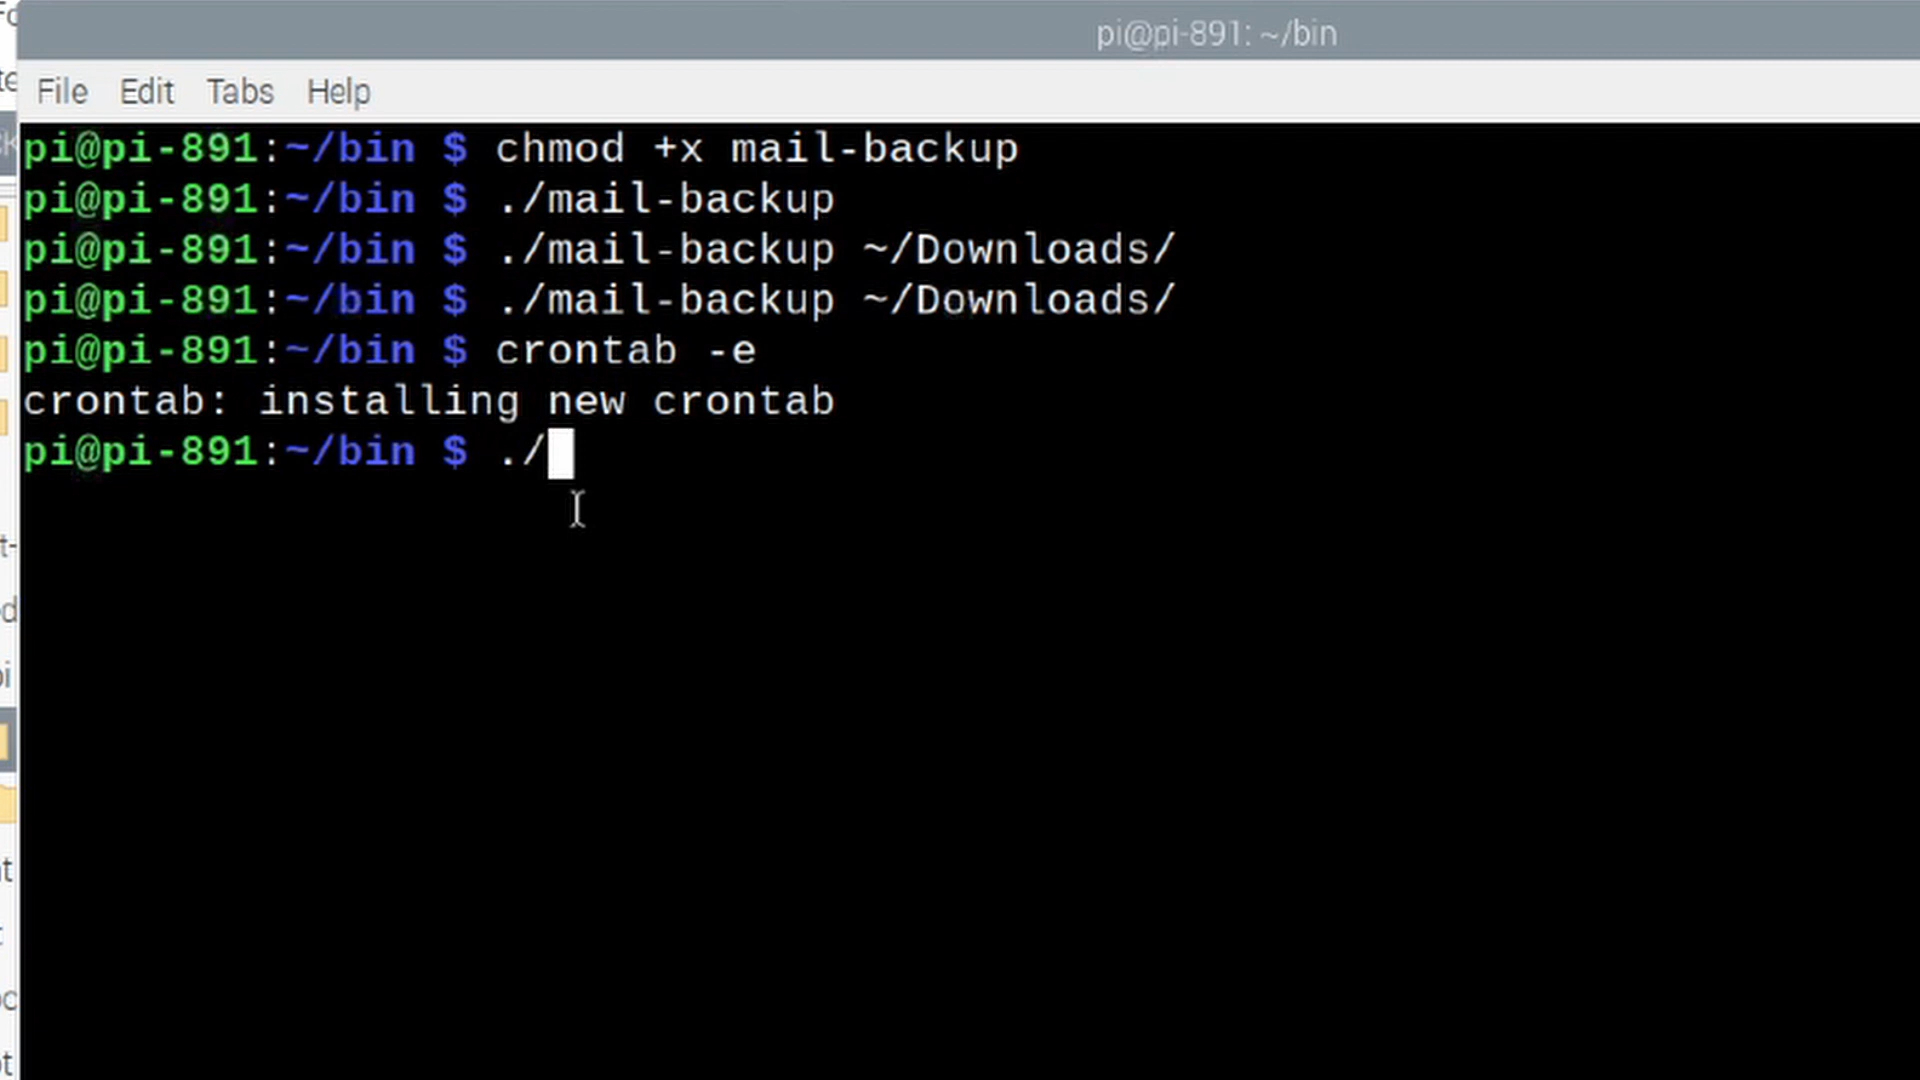 pi@pi-891: ~/bin
File Edit Tabs Help
pi@pi-891:~/bin $ chmod +x mail-backup
pi@pi-891:~/bin $ ./mail-backup
pi@pi-891:~/bin $ ./mail-backup ~/Downloads/
pi@pi-891:~/bin $ ./mail-backup ~/Downloads/
pi@pi-891:~/bin $ crontab -e
crontab: installing new crontab
pi@pi-891:~/bin $ ./